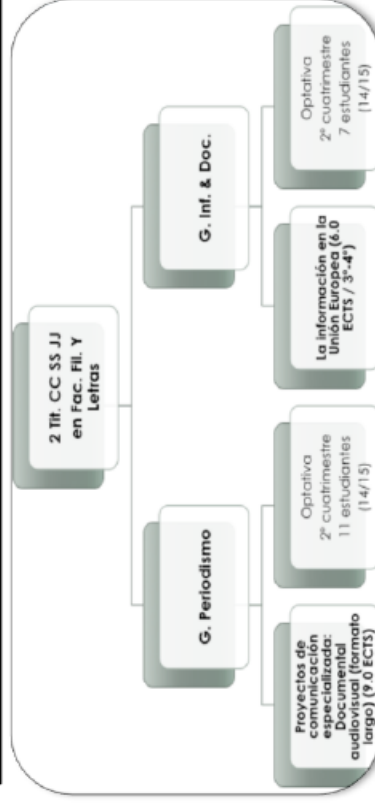 2 Tit. CC SS JJ
en Fac. Fil. Y
Letras
G. Periodismo
G. Inf. & Doc.
Proyectos de
comunicación
especializada:
Documental
audiovisual (formato
largo) (9.0 ECTS)
Optativa
2º cuatrimestre
11 estudiantes
(14/15)
La información en la
Unión Europea (6.0
ECTS / 3º-4º)
Optativa
2º cuatrimestre
7 estudiantes
(14/15)